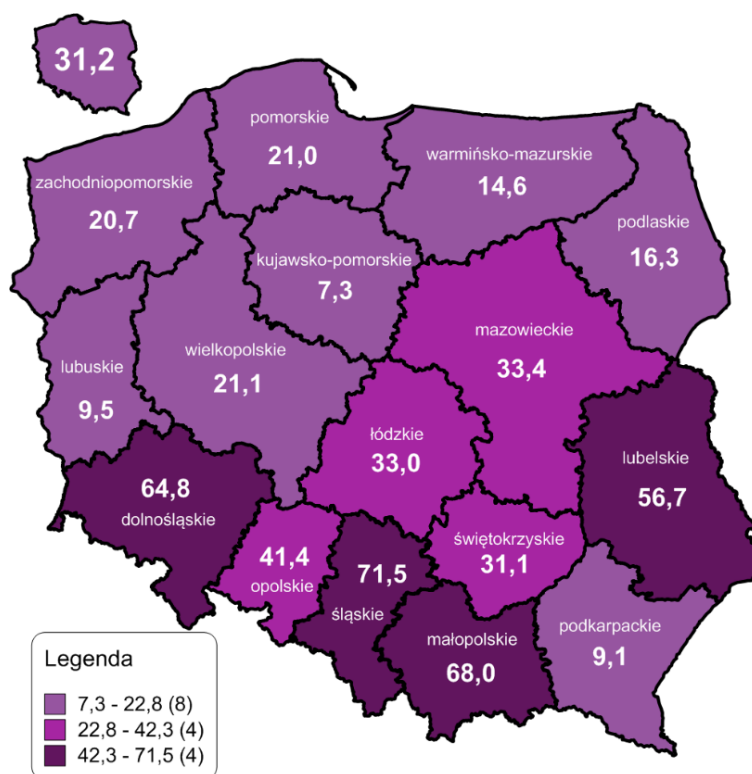 31,2
pomorskie
21,0
warmińsko-mazurskie
14,6
zachodniopomorskie
20,7
podlaskie
16,3
kujawsko-pomorskie
7,3
mazowieckie
33,4
wielkopolskie
21,1
lubuskie
9,5
łódzkie
33,0
lubelskie
56,7
64,8
dolnośląskie
41,4
opolskie
71,5
śląskie
świętokrzyskie
31,1
małopolskie
68,0
podkarpackie
9,1
Legenda
7,3 - 22,8 (8)
22,8 - 42,3 (4)
42,3 - 71,5 (4)